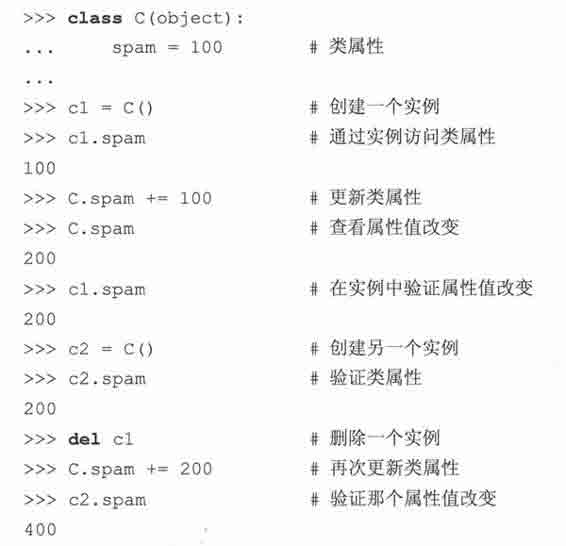 >>> class C(object):
...     spam = 100         # 类属性
...
>>> c1 = C()               # 创建一个实例
>>> c1.spam                # 通过实例访问类属性
100
>>> C.spam += 100          # 更新类属性
>>> C.spam                 # 查看属性值改变
200
>>> c1.spam                # 在实例中验证属性值改变
200
>>> c2 = C()               # 创建另一个实例
>>> c2.spam                # 验证类属性
200
>>> del c1                 # 删除一个实例
>>> C.spam += 200          # 再次更新类属性
>>> c2.spam                # 验证那个属性值改变
400